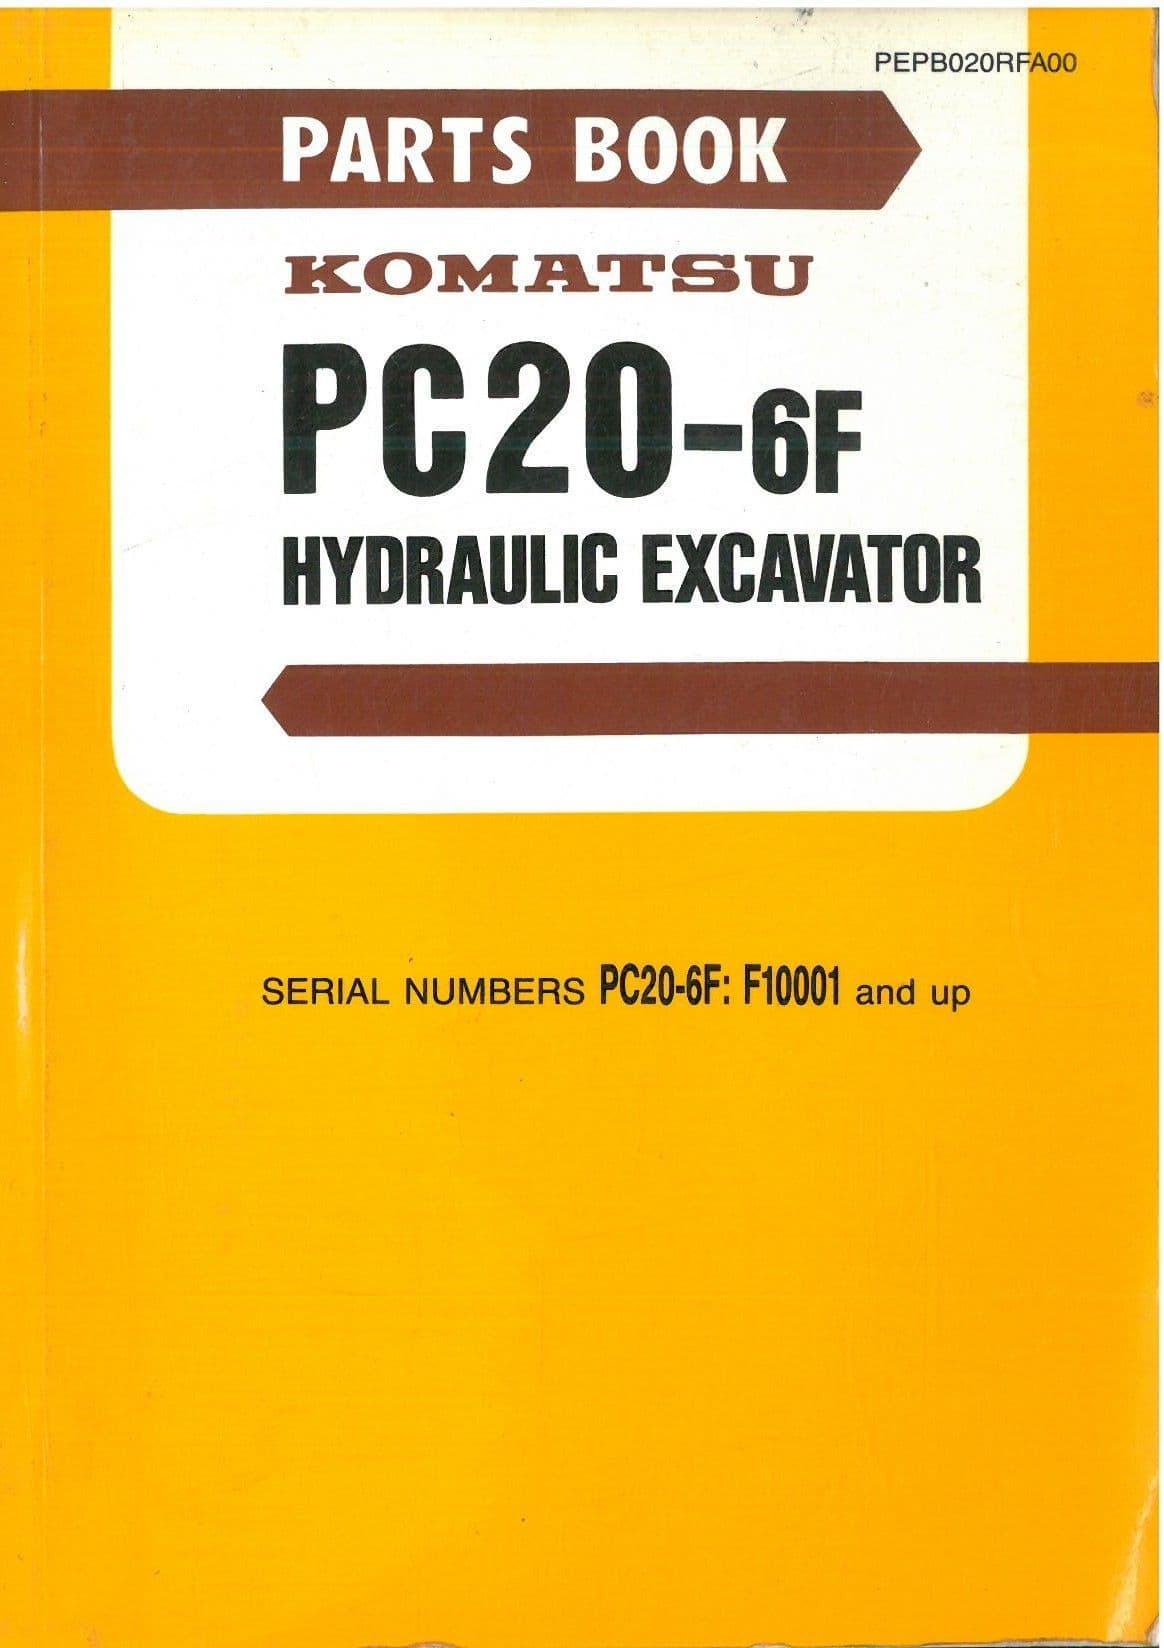 PEPB020RFA00
PARTS BOOK
KOMATSU
PC20-6F
HYDRAULIC EXCAVATOR
SERIAL NUMBERS PC20-6F: F10001 and up